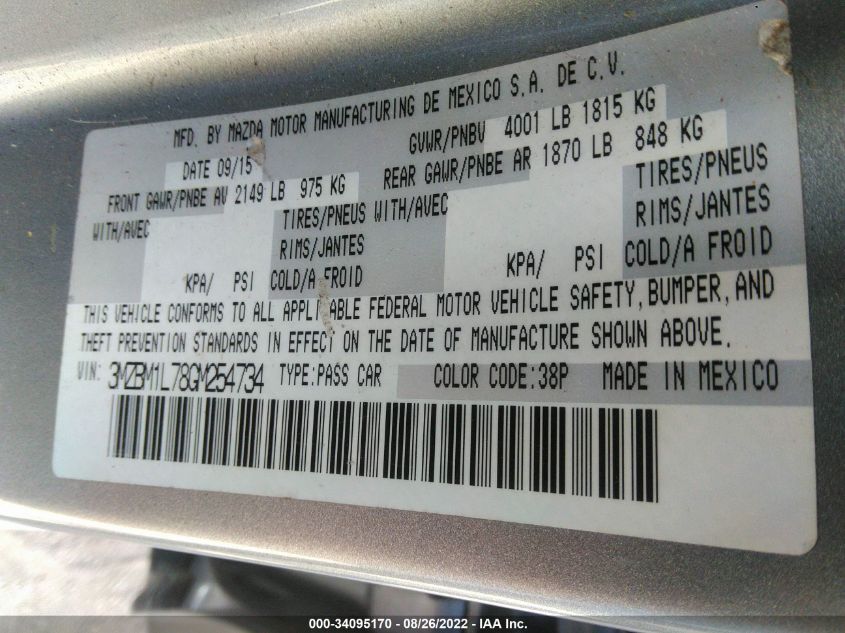 MFD. BY MAZDA MOTOR MANUFACTURING DE MEXICO S.A. DE C.V.
DATE 09/15 GVWR/PNBV 4001 LB 1815 KG
FRONT GAWR/PNBE AV 2149 LB 975 KG REAR GAWR/PNBE AR 1870 LB 848 KG
WITH/AVEC TIRES/PNEUS WITH/AVEC TIRES/PNEUS
RIMS/JANTES RIMS/JANTES
KPA/ PSI COLD/A FROID KPA/ PSI COLD/A FROID
THIS VEHICLE CONFORMS TO ALL APPLICABLE FEDERAL MOTOR VEHICLE SAFETY, BUMPER, AND
THEFT PREVENTION STANDARDS IN EFFECT ON THE DATE OF MANUFACTURE SHOWN ABOVE.
VIN: 3MZBM1L78GM254734 TYPE:PASS CAR COLOR CODE:38P MADE IN MEXICO
000-34095170 - 08/26/2022 - IAA Inc.